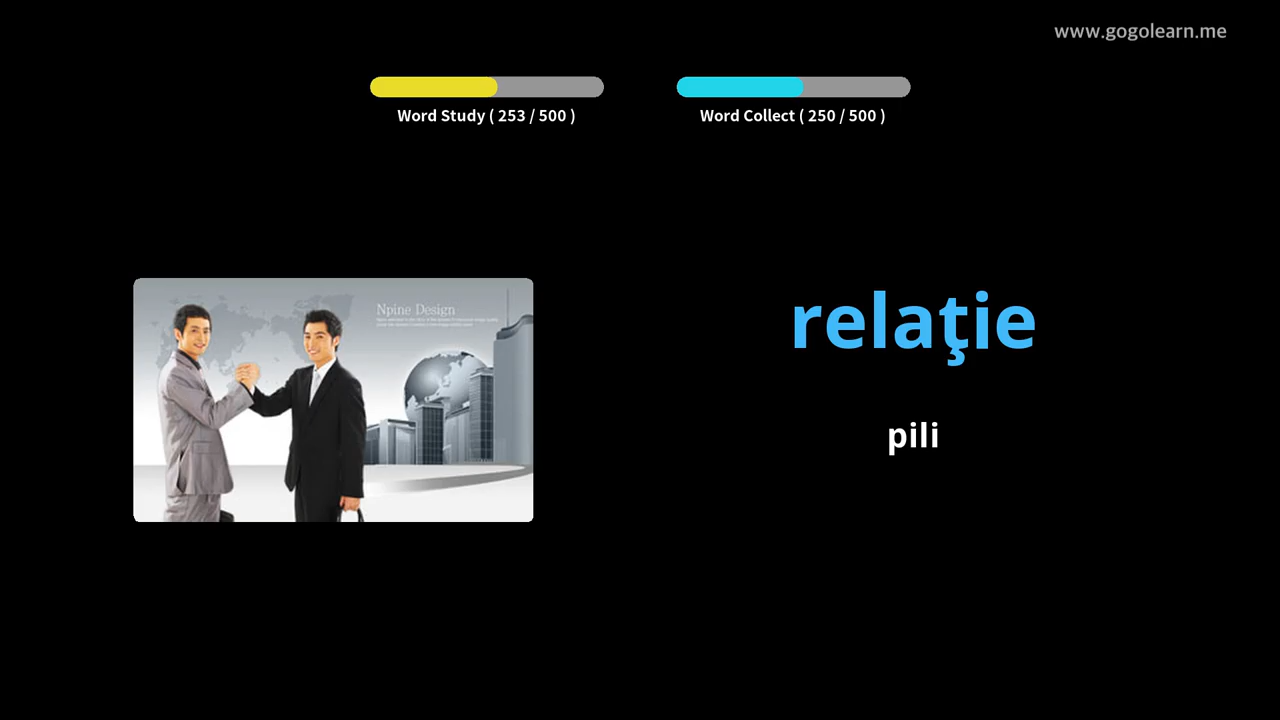 www.gogolearn.me
Word Study ( 253 / 500 )
Word Collect ( 250 / 500 )
Npine Design
relaţie
pili